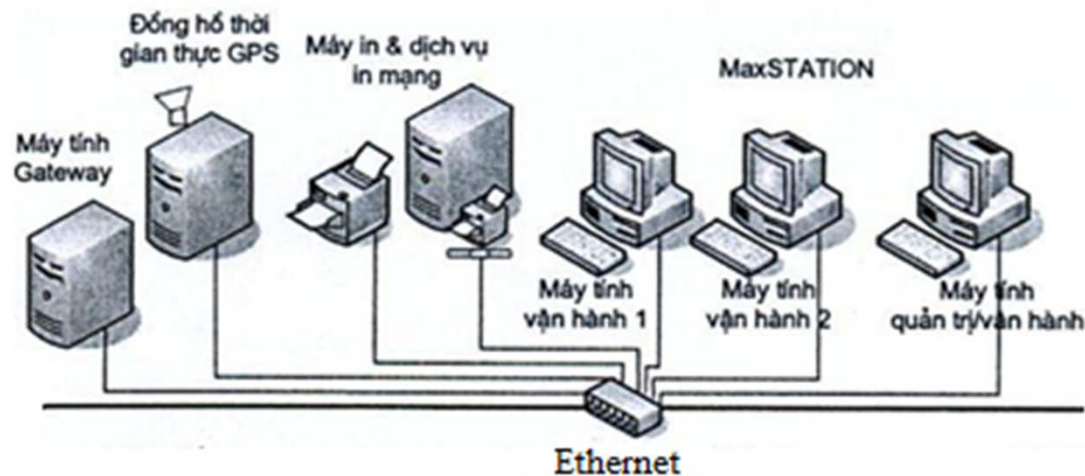 Đồng hồ thời
gian thực GPS
Máy in & dịch vụ
in mạng
MaxSTATION
Máy tính
Gateway
Máy tính
vận hành 1
Máy tính
vận hành 2
Máy tính
quản trị/vận hành
Ethernet